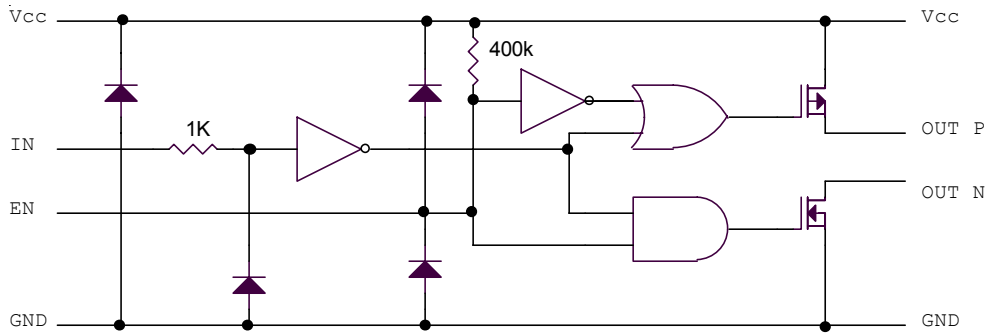 Vcc
Vcc
400k
OUT P
1K
IN
OUT N
EN
GND
GND